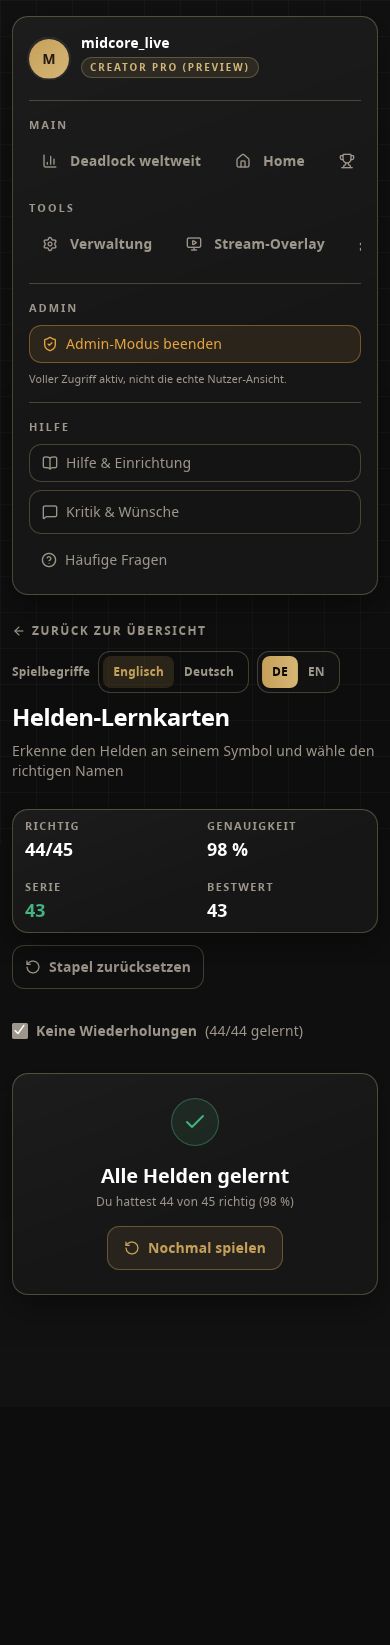 M
midcore_live
CREATOR PRO (PREVIEW)
MAIN
Deadlock weltweit
Home
TOOLS
Verwaltung
Stream-Overlay
ADMIN
Admin-Modus beenden
Voller Zugriff aktiv, nicht die echte Nutzer-Ansicht.
HILFE
Hilfe & Einrichtung
Kritik & Wünsche
Häufige Fragen
ZURÜCK ZUR ÜBERSICHT
Spielbegriffe Englisch Deutsch DE EN
Helden-Lernkarten
Erkenne den Helden an seinem Symbol und wähle den
richtigen Namen
RICHTIG
44/45
GENAUIGKEIT
98 %
SERIE
43
BESTWERT
43
Stapel zurücksetzen
Keine Wiederholungen (44/44 gelernt)
Alle Helden gelernt
Du hattest 44 von 45 richtig (98 %)
Nochmal spielen